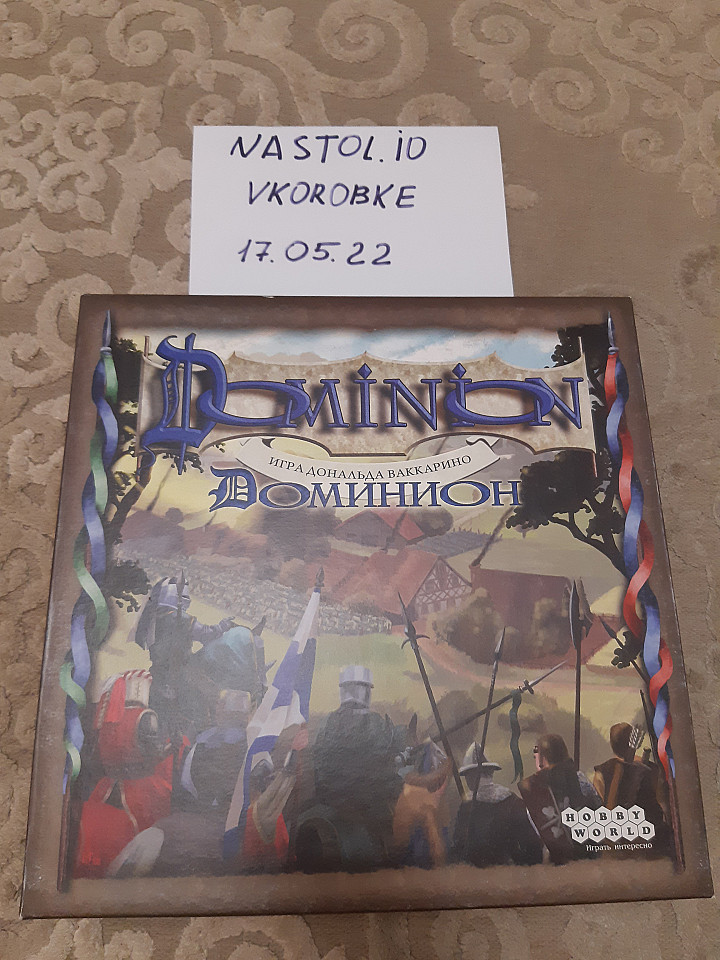 NASTOL.iO
VKOROBKE
17.05.22
DOMINION
ИГРА ДОНАЛЬДА ВАККАРИНО
ДОМИНИОН
HOBBY
WORLD
Играть интересно